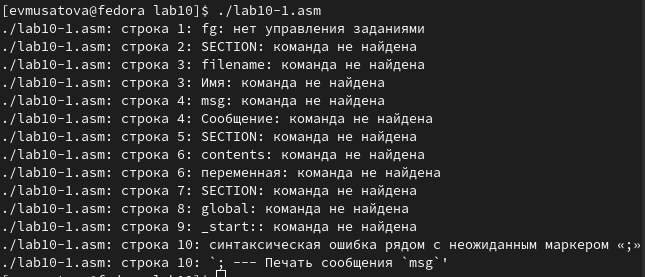 [evmusatova@fedora lab10]$ ./lab10-1.asm
./lab10-1.asm: строка 1: fg: нет управления заданиями
./lab10-1.asm: строка 2: SECTION: команда не найдена
./lab10-1.asm: строка 3: filename: команда не найдена
./lab10-1.asm: строка 3: Имя: команда не найдена
./lab10-1.asm: строка 4: msg: команда не найдена
./lab10-1.asm: строка 4: Сообщение: команда не найдена
./lab10-1.asm: строка 5: SECTION: команда не найдена
./lab10-1.asm: строка 6: contents: команда не найдена
./lab10-1.asm: строка 6: переменная: команда не найдена
./lab10-1.asm: строка 7: SECTION: команда не найдена
./lab10-1.asm: строка 8: global: команда не найдена
./lab10-1.asm: строка 9: _start:: команда не найдена
./lab10-1.asm: строка 10: синтаксическая ошибка рядом с неожиданным маркером «;»
./lab10-1.asm: строка 10: `; --- Печать сообщения `msg`'